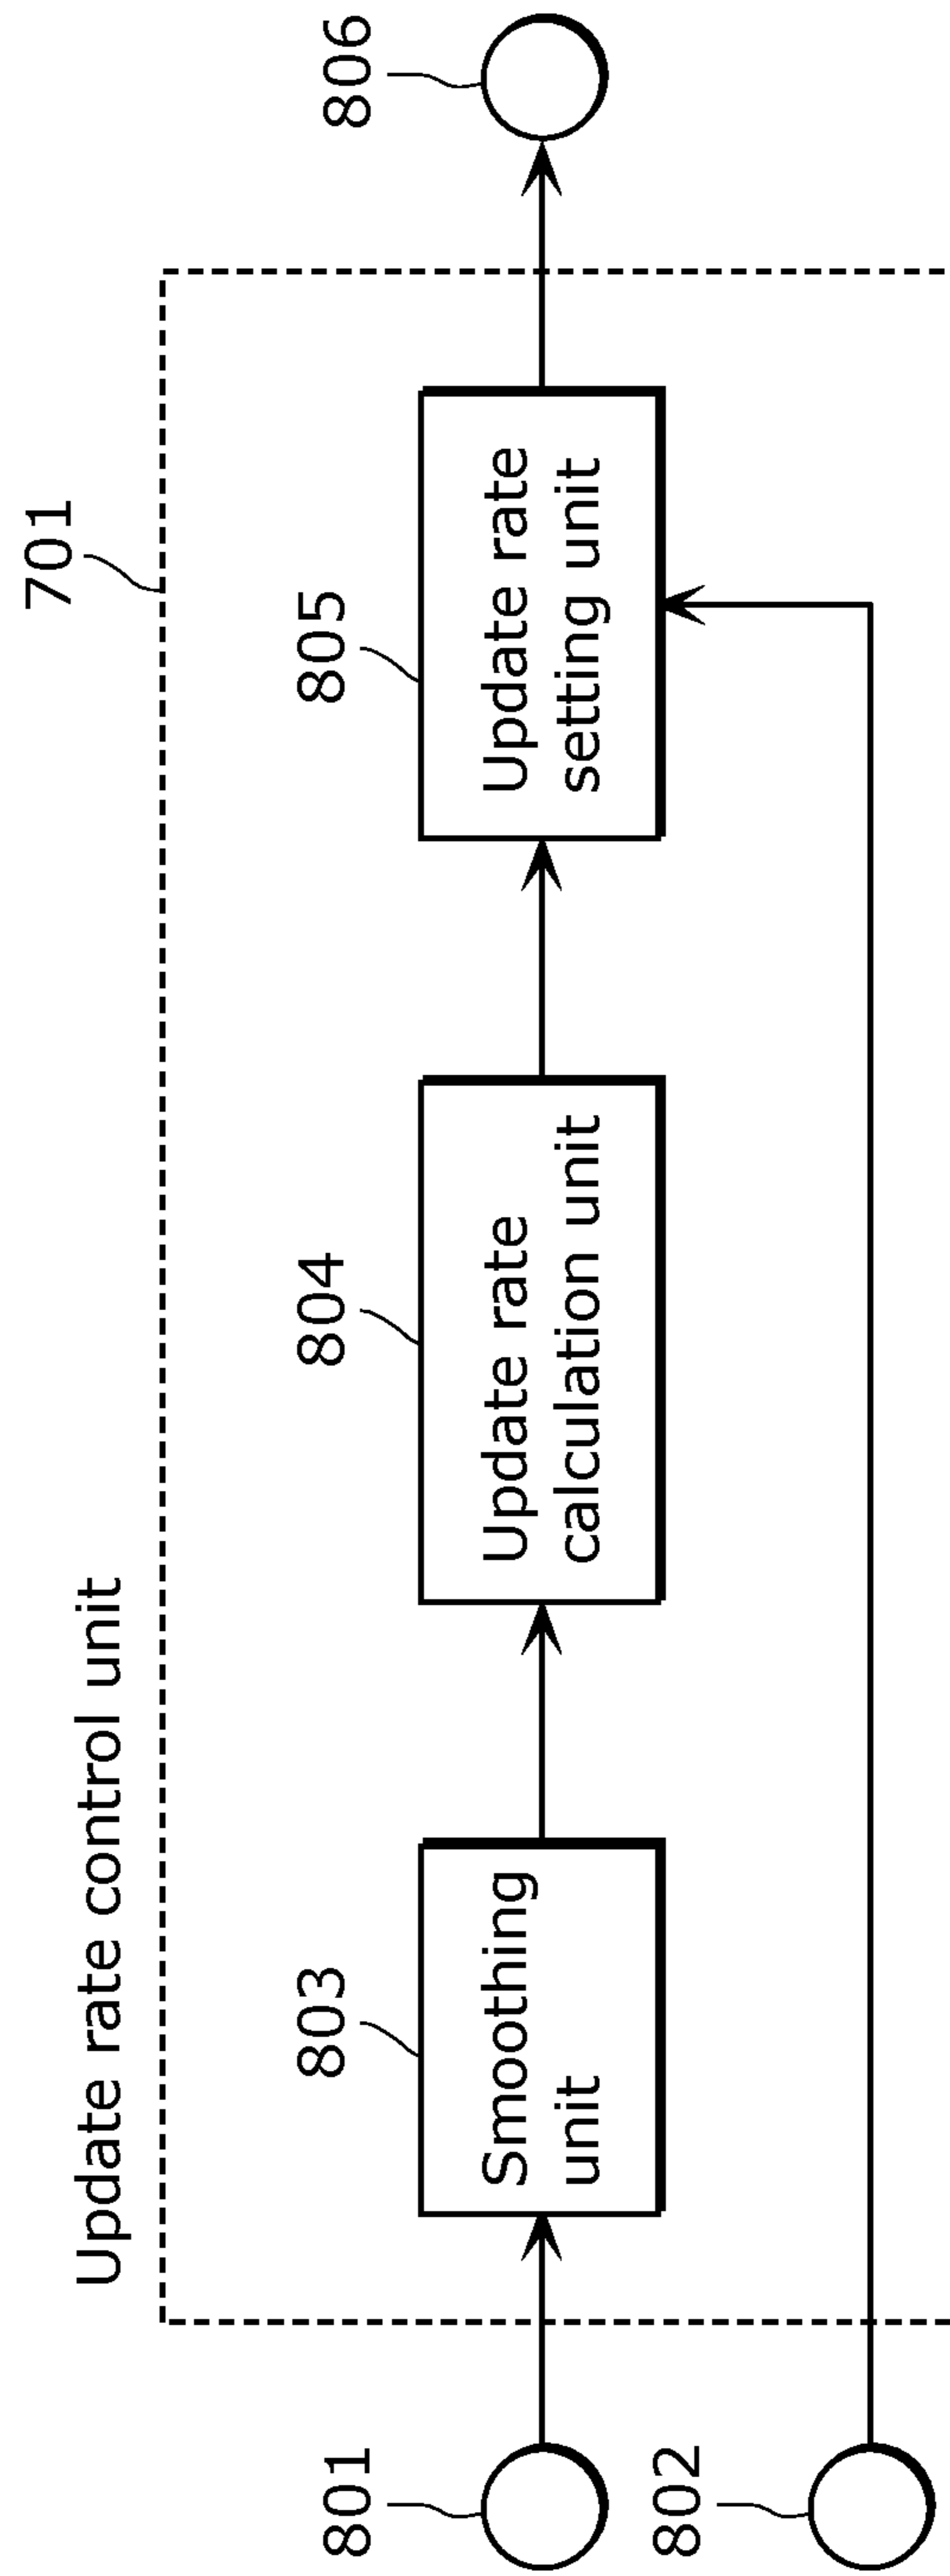 Update rate control unit
701
801
803
804
805
806
Smoothing
unit
Update rate
calculation unit
Update rate
setting unit
802